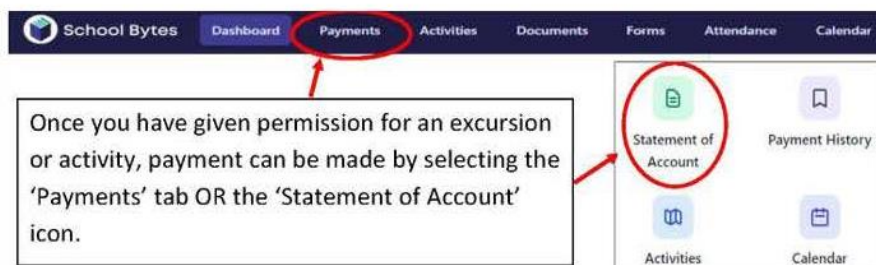 School Bytes
Dashboard
Payments
Activities
Documents
Forms
Attendance
Calendar
Once you have given permission for an excursion
or activity, payment can be made by selecting the
‘Payments’ tab OR the ‘Statement of Account’
icon.
Statement of
Account
Payment History
Activities
Calendar